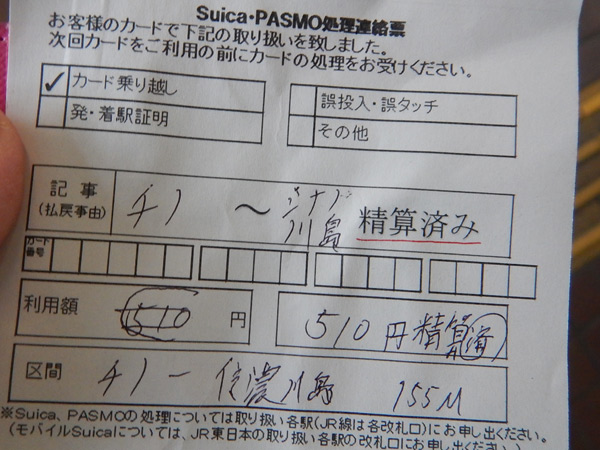 Suica・PASMO処理連絡票
お客様のカードで下記の取り扱いを致しました。
次回カードをご利用の前にカードの処理をお受けください。
✓ カード乗り越し
発・着駅証明
誤投入・誤タッチ
その他
記事
(払戻事由)
チノ 〜 シナノ川島 精算済み
カード番号
利用額 510 円
510円精算済
区間 チノ ー 信濃川島 155M
※Suica、PASMOの処理については取り扱い各駅(JR線は各改札口)にお申し出ください。
(モバイルSuicaについては、JR東日本の取り扱い駅の改札口にお申し出ください。)